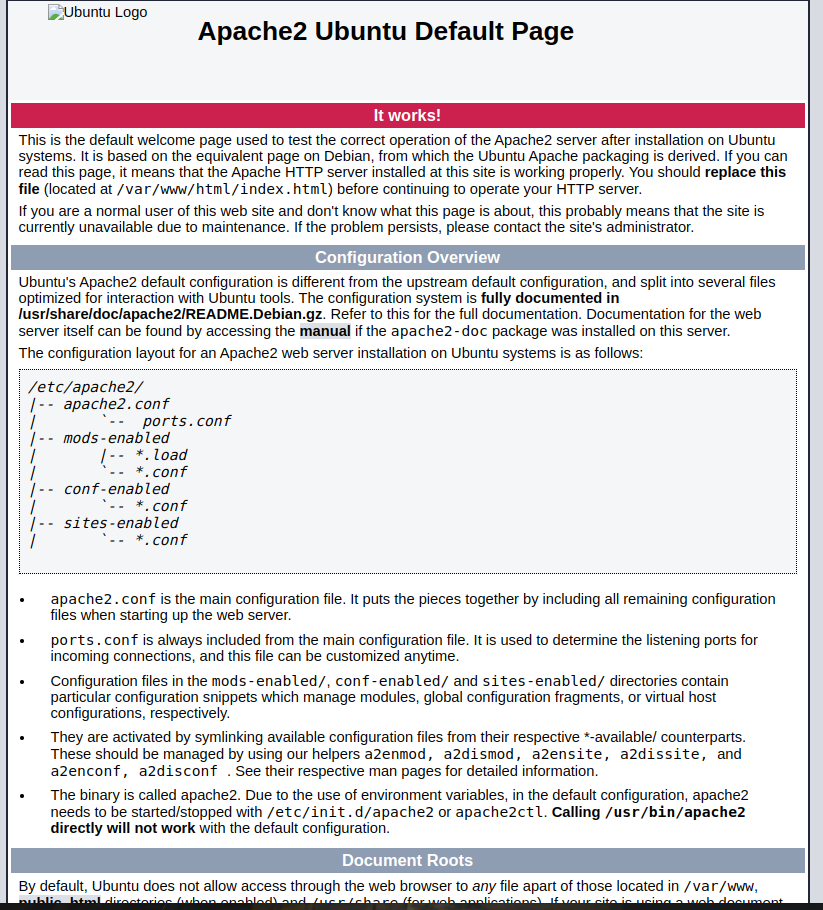 Ubuntu Logo
Apache2 Ubuntu Default Page
It works!
This is the default welcome page used to test the correct operation of the Apache2 server after installation on Ubuntu
systems. It is based on the equivalent page on Debian, from which the Ubuntu Apache packaging is derived. If you can
read this page, it means that the Apache HTTP server installed at this site is working properly. You should replace this
file (located at /var/www/html/index.html) before continuing to operate your HTTP server.
If you are a normal user of this web site and don't know what this page is about, this probably means that the site is
currently unavailable due to maintenance. If the problem persists, please contact the site's administrator.
Configuration Overview
Ubuntu's Apache2 default configuration is different from the upstream default configuration, and split into several files
optimized for interaction with Ubuntu tools. The configuration system is fully documented in
/usr/share/doc/apache2/README.Debian.gz. Refer to this for the full documentation. Documentation for the web
server itself can be found by accessing the manual if the apache2-doc package was installed on this server.
The configuration layout for an Apache2 web server installation on Ubuntu systems is as follows:
/etc/apache2/
|-- apache2.conf
|       `--  ports.conf
|-- mods-enabled
|       |-- *.load
|       `-- *.conf
|-- conf-enabled
|       `-- *.conf
|-- sites-enabled
|       `-- *.conf
• apache2.conf is the main configuration file. It puts the pieces together by including all remaining configuration
files when starting up the web server.
• ports.conf is always included from the main configuration file. It is used to determine the listening ports for
incoming connections, and this file can be customized anytime.
• Configuration files in the mods-enabled/, conf-enabled/ and sites-enabled/ directories contain
particular configuration snippets which manage modules, global configuration fragments, or virtual host
configurations, respectively.
• They are activated by symlinking available configuration files from their respective *-available/ counterparts.
These should be managed by using our helpers a2enmod, a2dismod, a2ensite, a2dissite, and
a2enconf, a2disconf . See their respective man pages for detailed information.
• The binary is called apache2. Due to the use of environment variables, in the default configuration, apache2
needs to be started/stopped with /etc/init.d/apache2 or apache2ctl. Calling /usr/bin/apache2
directly will not work with the default configuration.
Document Roots
By default, Ubuntu does not allow access through the web browser to any file apart of those located in /var/www,
public_html directories (when enabled) and /usr/share (for web applications). If your site is using a web document